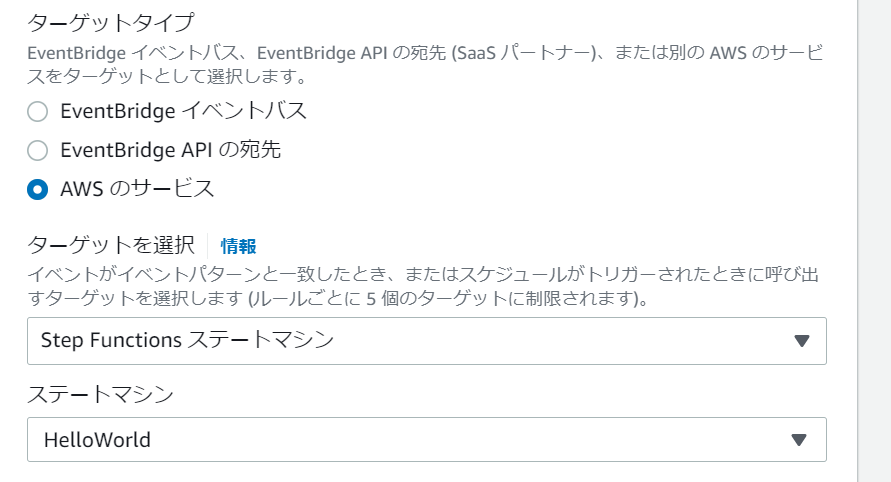 ターゲットタイプ
EventBridge イベントバス、EventBridge API の宛先 (SaaS パートナー)、または別の AWS のサービ
スをターゲットとして選択します。
EventBridge イベントバス
EventBridge API の宛先
AWS のサービス
ターゲットを選択 情報
イベントがイベントパターンと一致したとき、またはスケジュールがトリガーされたときに呼び出
すターゲットを選択します (ルールごとに 5 個のターゲットに制限されます)。
Step Functions ステートマシン
ステートマシン
HelloWorld